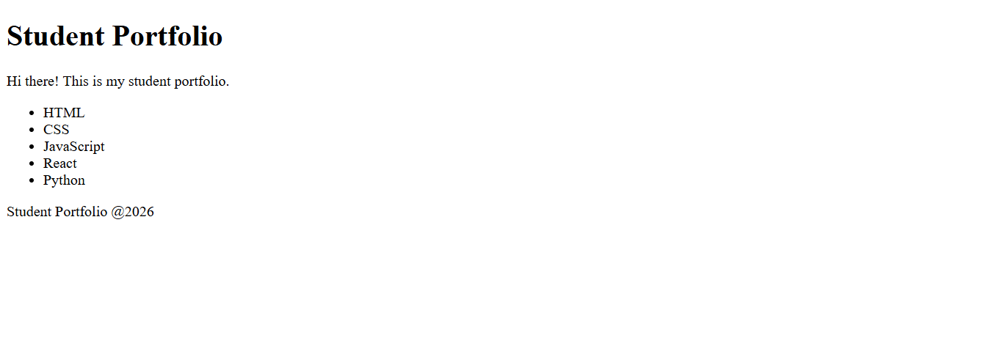 Student Portfolio
Hi there! This is my student portfolio.
HTML
CSS
JavaScript
React
Python
Student Portfolio @2026